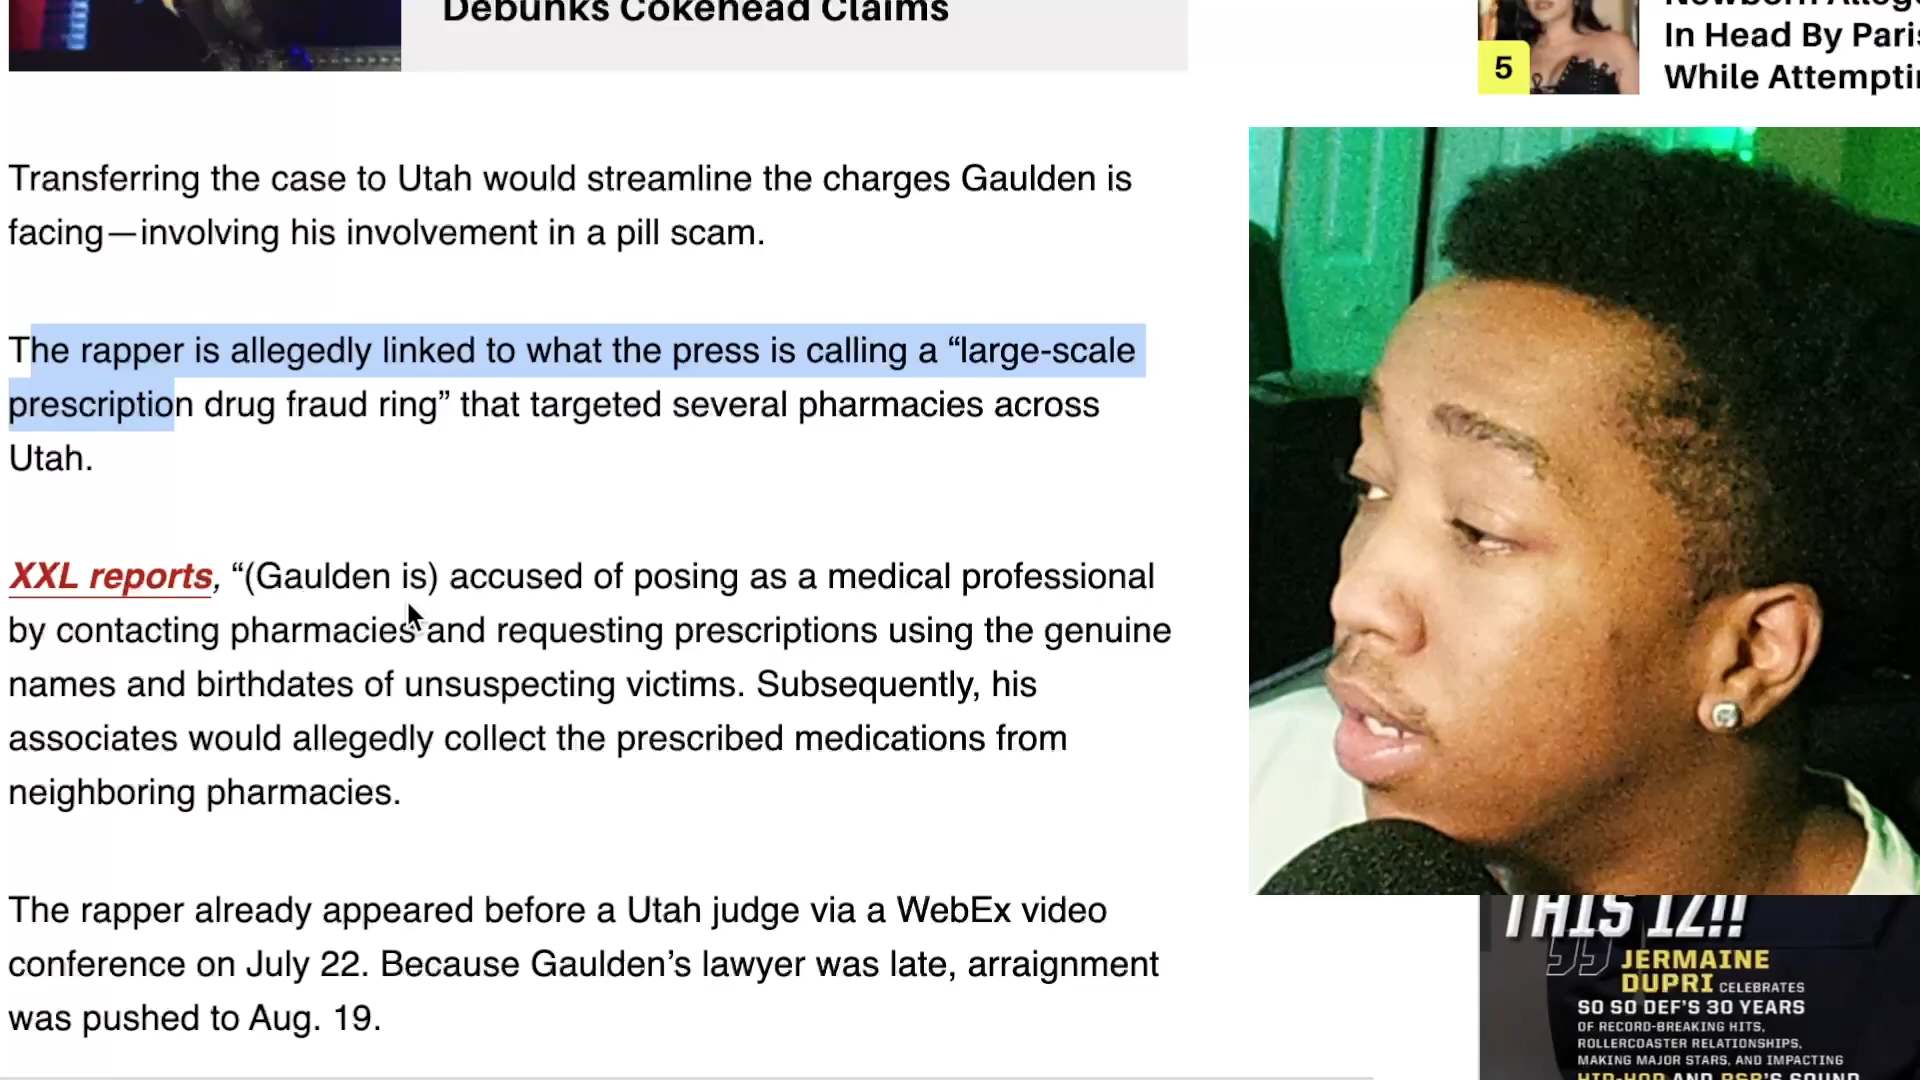 Debunks Cokehead Claims
In Head By Paris
While Attempti
5
Transferring the case to Utah would streamline the charges Gaulden is
facing—involving his involvement in a pill scam.
The rapper is allegedly linked to what the press is calling a “large-scale
prescription drug fraud ring” that targeted several pharmacies across
Utah.
XXL reports, “(Gaulden is) accused of posing as a medical professional
by contacting pharmacies and requesting prescriptions using the genuine
names and birthdates of unsuspecting victims. Subsequently, his
associates would allegedly collect the prescribed medications from
neighboring pharmacies.
The rapper already appeared before a Utah judge via a WebEx video
conference on July 22. Because Gaulden’s lawyer was late, arraignment
was pushed to Aug. 19.
THIS 12!!
JERMAINE
DUPRI CELEBRATES
SO SO DEF'S 30 YEARS
OF RECORD-BREAKING HITS,
ROLLERCOASTER RELATIONSHIPS,
MAKING MAJOR STARS, AND IMPACTING
HIP-HOP AND R&B'S SOUND